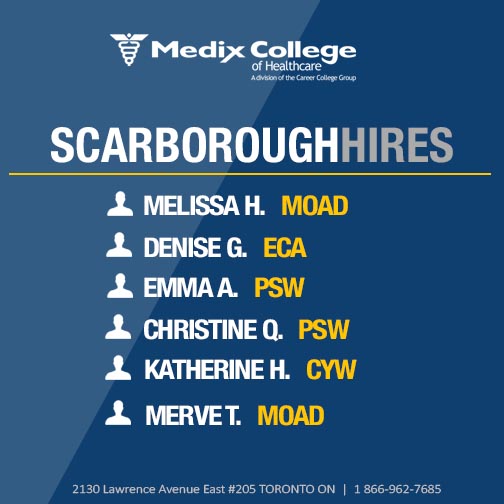 Medix College
of Healthcare
A division of the Career College Group
SCARBOROUGHHIRES
MELISSA H. MOAD
DENISE G. ECA
EMMA A. PSW
CHRISTINE Q. PSW
KATHERINE H. CYW
MERVE T. MOAD
2130 Lawrence Avenue East #205 TORONTO ON | 1 866-962-7685